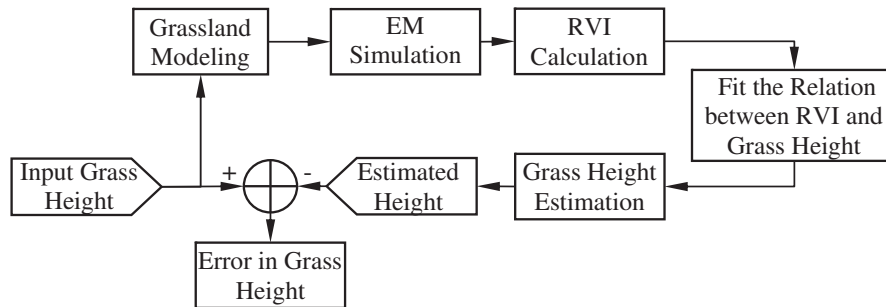 Grassland
Modeling
EM
Simulation
RVI
Calculation
Fit the Relation
between RVI and
Grass Height
Input Grass
Height
+
-
Estimated
Height
Grass Height
Estimation
Error in Grass
Height